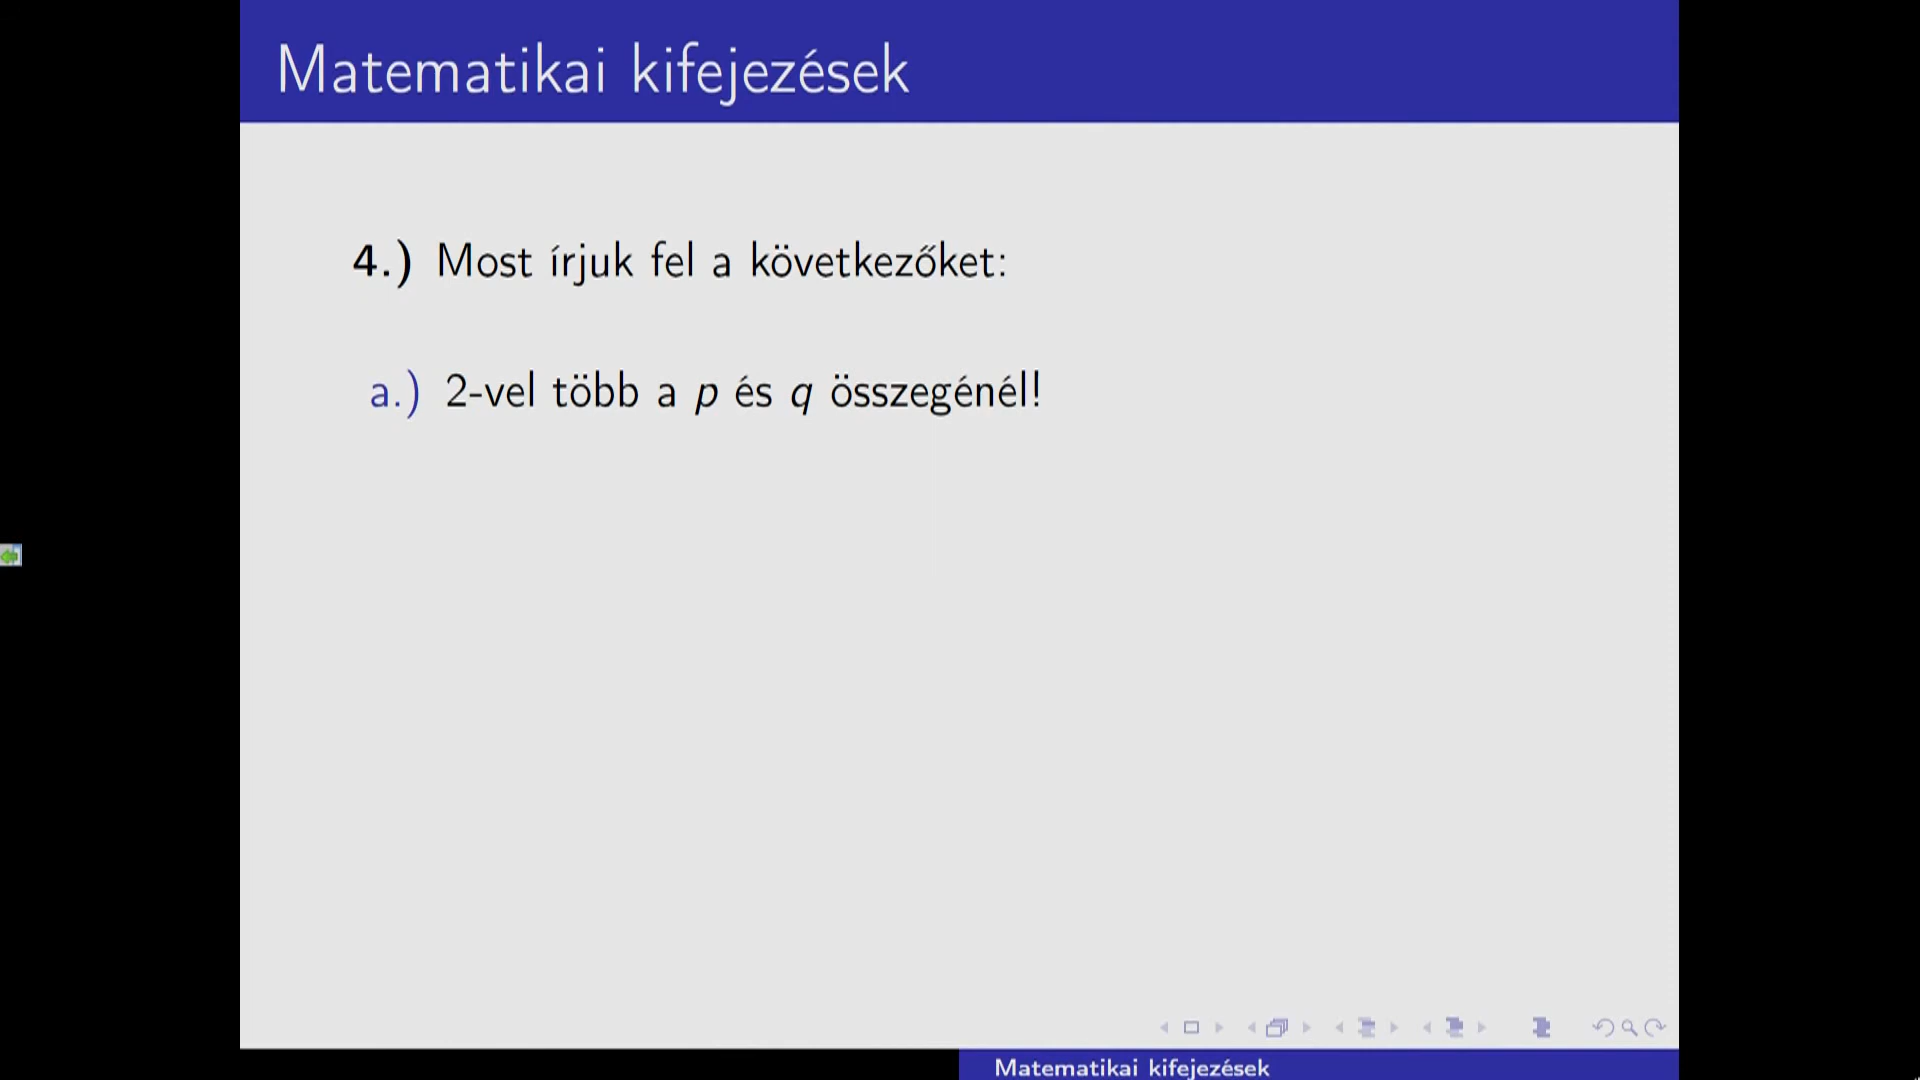 Matematikai kifejezések
4.) Most írjuk fel a következőket:
a.) 2-vel több a p és q összegénél!
Matematikai kifejezések